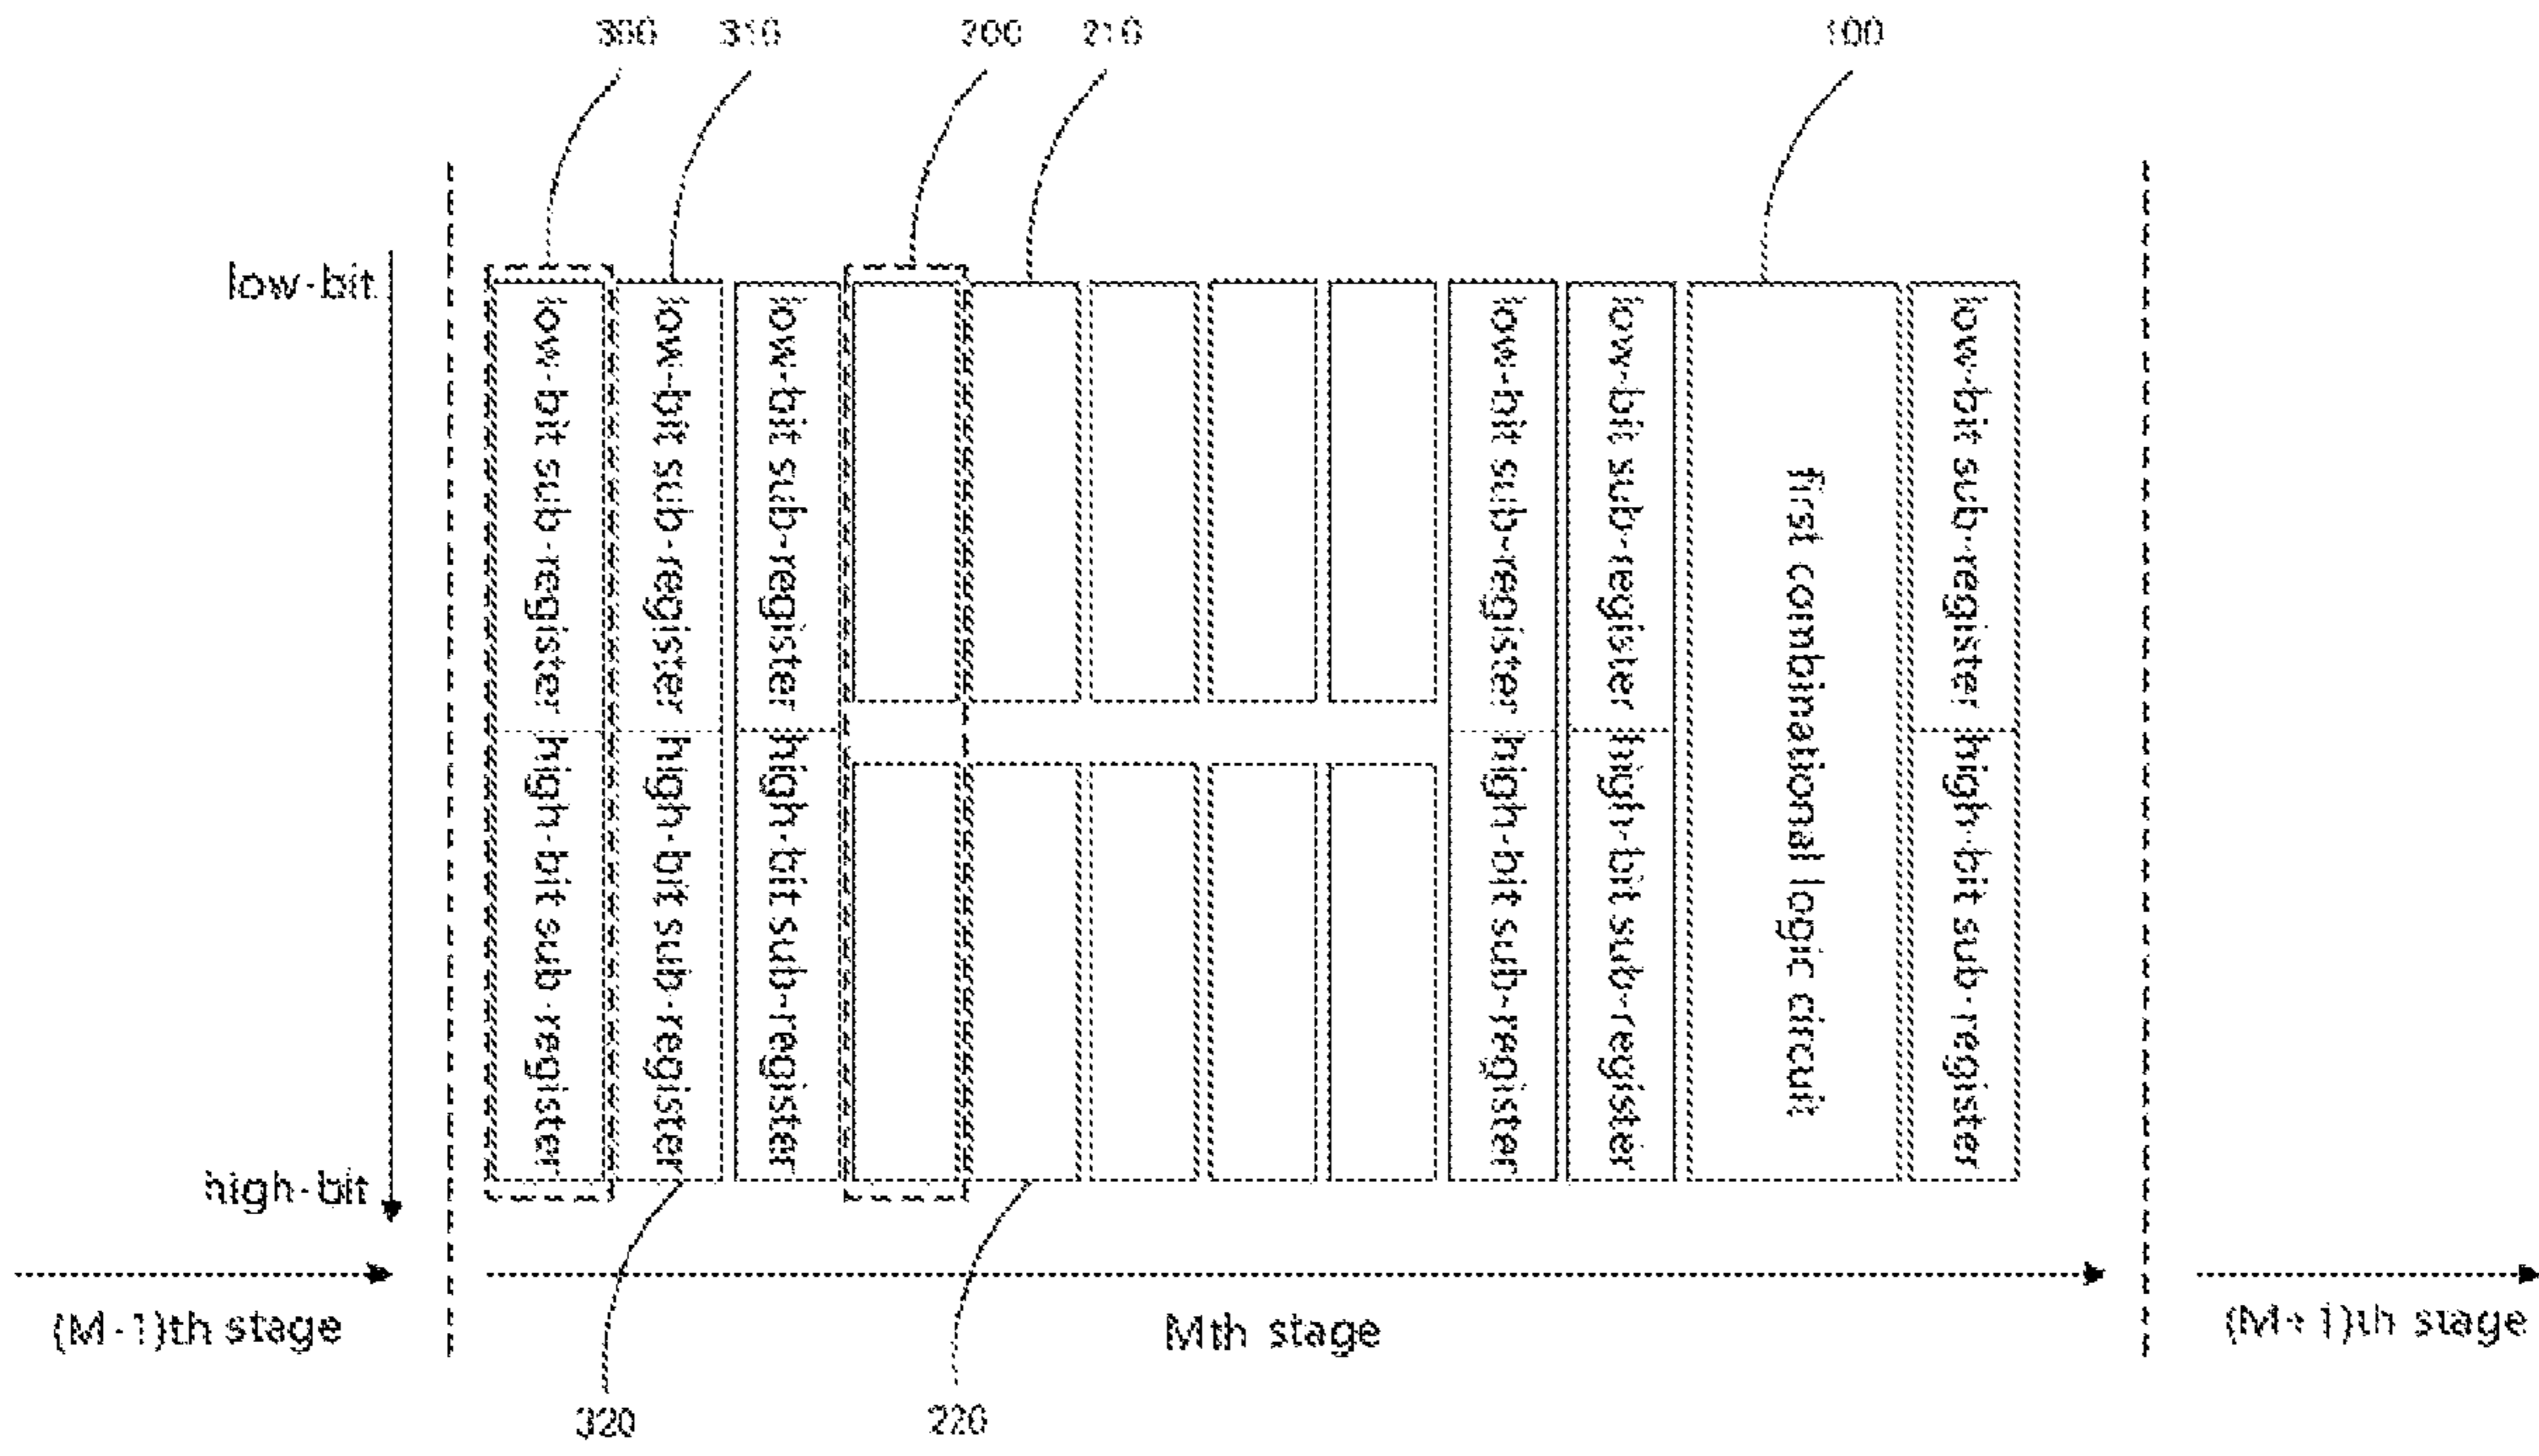 300 310 200 210 100
low-bit
low-bit sub-register
low-bit sub-register
low-bit sub-register
low-bit sub-register
low-bit sub-register
first combinational logic circuit
low-bit sub-register
high-bit sub-register
high-bit sub-register
high-bit sub-register
high-bit sub-register
high-bit sub-register
high-bit sub-register
high-bit
(M-1)th stage
Mth stage
(M+1)th stage
320 220